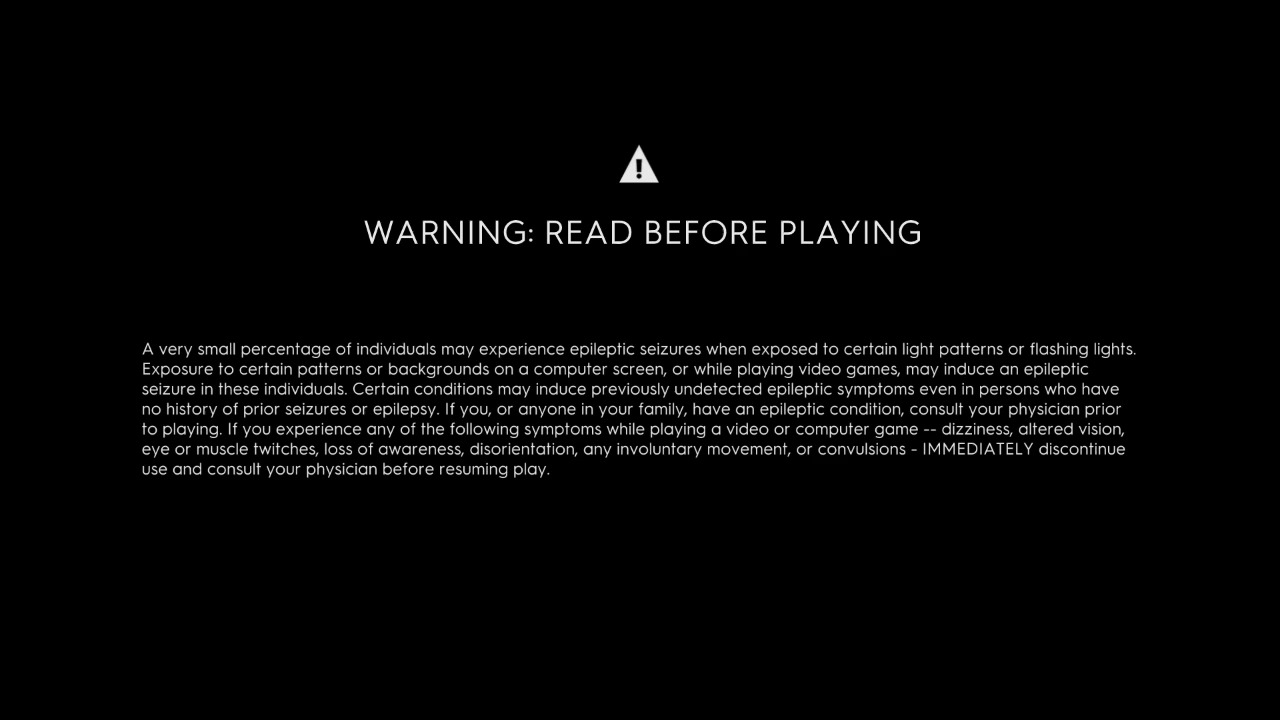 WARNING: READ BEFORE PLAYING
A very small percentage of individuals may experience epileptic seizures when exposed to certain light patterns or flashing lights.
Exposure to certain patterns or backgrounds on a computer screen, or while playing video games, may induce an epileptic
seizure in these individuals. Certain conditions may induce previously undetected epileptic symptoms even in persons who have
no history of prior seizures or epilepsy. If you, or anyone in your family, have an epileptic condition, consult your physician prior
to playing. If you experience any of the following symptoms while playing a video or computer game -- dizziness, altered vision,
eye or muscle twitches, loss of awareness, disorientation, any involuntary movement, or convulsions - IMMEDIATELY discontinue
use and consult your physician before resuming play.